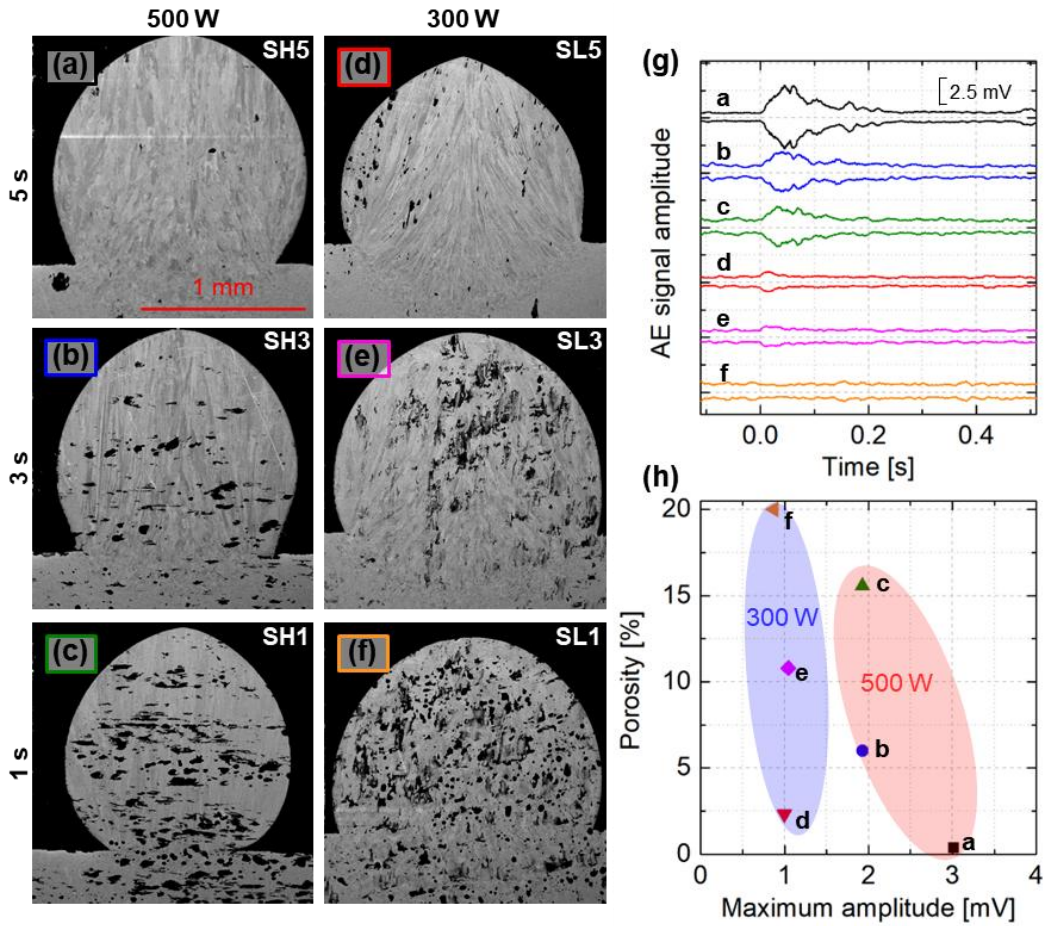 500 W
300 W
5 s
(a)
SH5
1 mm
(d)
SL5
3 s
(b)
SH3
(e)
SL3
1 s
(c)
SH1
(f)
SL1
(g)
AE signal amplitude
2.5 mV
a
b
c
d
e
f
0.0 0.2 0.4
Time [s]
(h)
Porosity [%]
20
15
10
5
0
f
c
300 W
e
500 W
b
d
a
0 1 2 3 4
Maximum amplitude [mV]